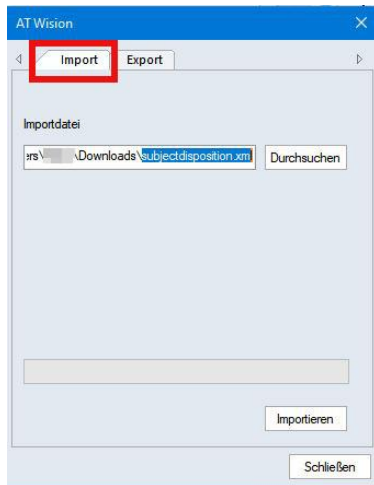 AT Wision
Import Export
Importdatei
ers\ \Downloads\subjectdisposition.xm Durchsuchen
Importieren
Schließen